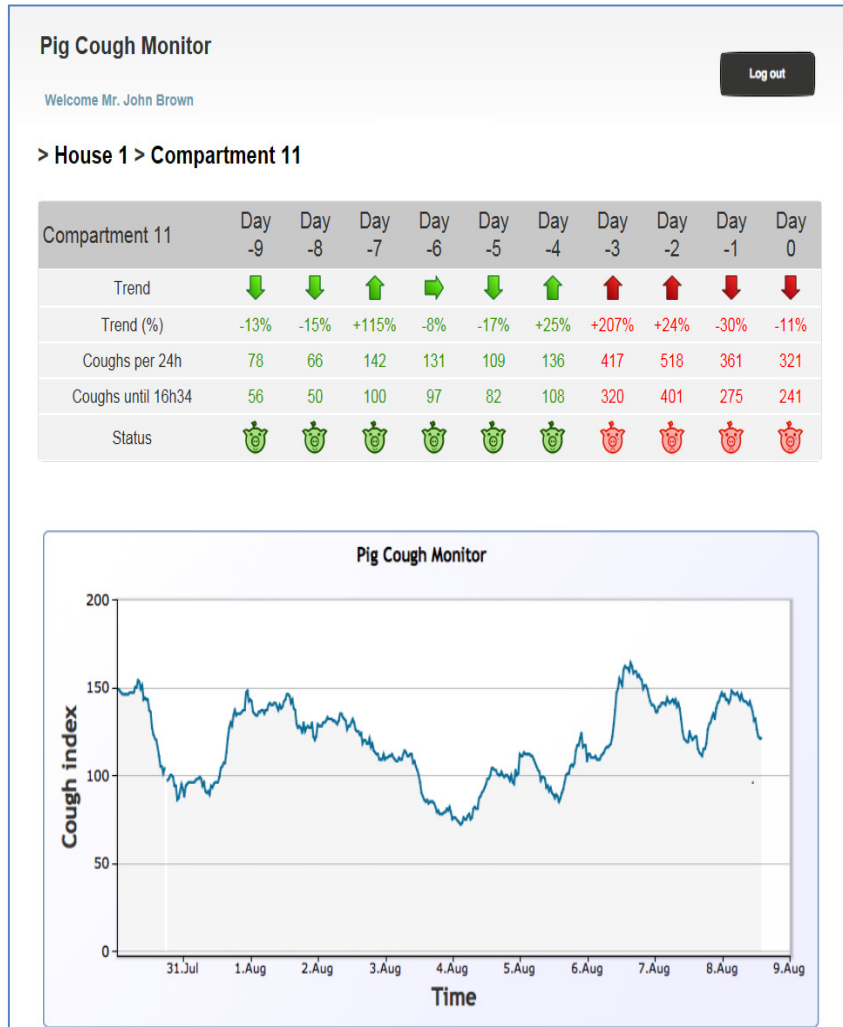 Pig Cough Monitor
Log out
Welcome Mr. John Brown
> House 1 > Compartment 11
Compartment 11 Day -9 Day -8 Day -7 Day -6 Day -5 Day -4 Day -3 Day -2 Day -1 Day 0
Trend
Trend (%) -13% -15% +115% -8% -17% +25% +207% +24% -30% -11%
Coughs per 24h 78 66 142 131 109 136 417 518 361 321
Coughs until 16h34 56 50 100 97 82 108 320 401 275 241
Status
Pig Cough Monitor
200
150
100
50
0
Cough index
31.Jul 1.Aug 2.Aug 3.Aug 4.Aug 5.Aug 6.Aug 7.Aug 8.Aug 9.Aug
Time